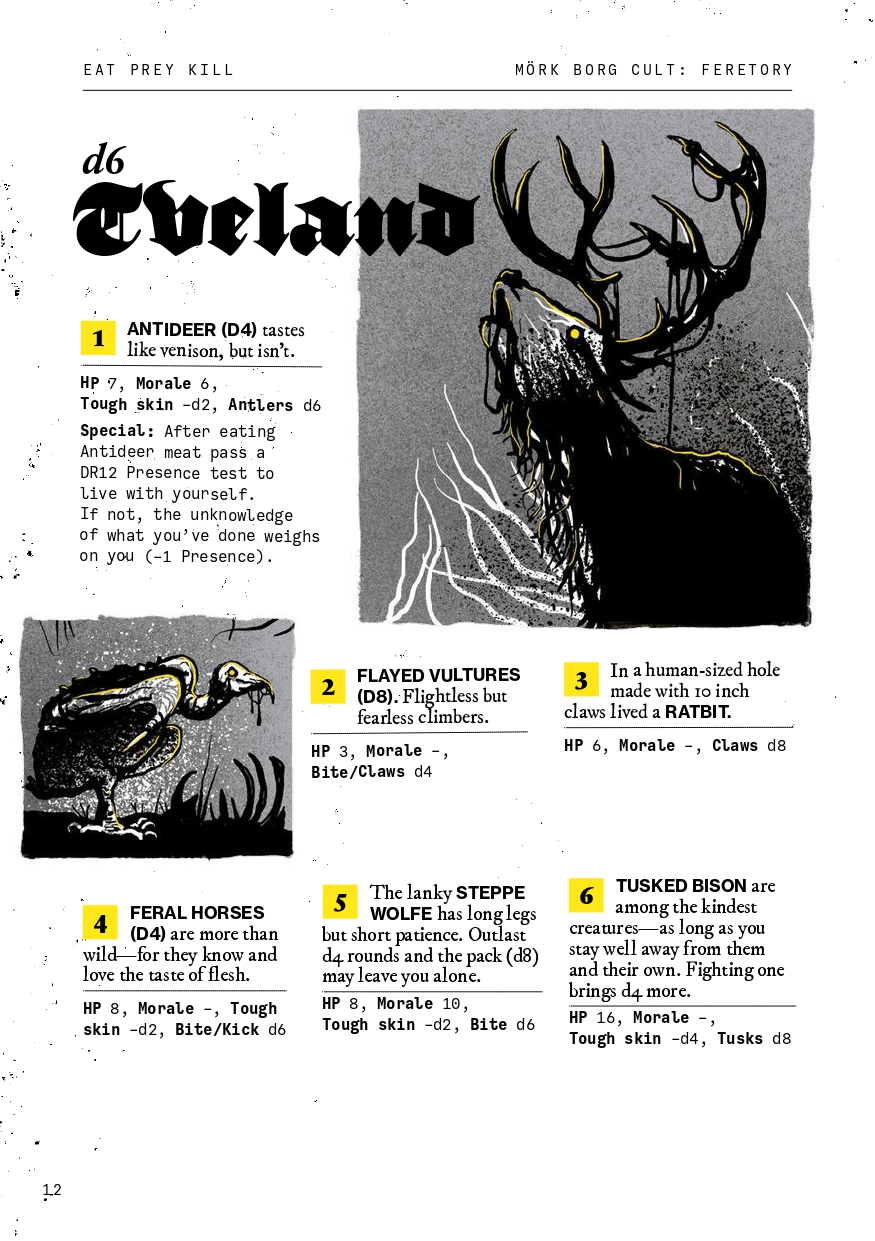 EAT PREY KILL
MÖRK BORG CULT: FERETORY
d6
Tveland
1
ANTIDEER (D4) tastes
like venison, but isn't.
HP 7, Morale 6,
Tough skin –d2, Antlers d6
Special: After eating
Antideer meat pass a
DR12 Presence test to
live with yourself.
If not, the unknowledge
of what you've done weighs
on you (–1 Presence).
2
FLAYED VULTURES
(D8). Flightless but
fearless climbers.
HP 3, Morale –,
Bite/Claws d4
3
In a human-sized hole
made with 10 inch
claws lived a RATBIT.
HP 6, Morale –, Claws d8
4
FERAL HORSES
(D4) are more than
wild—for they know and
love the taste of flesh.
HP 8, Morale –, Tough
skin –d2, Bite/Kick d6
5
The lanky STEPPE
WOLFE has long legs
but short patience. Outlast
d4 rounds and the pack (d8)
may leave you alone.
HP 8, Morale 10,
Tough skin –d2, Bite d6
6
TUSKED BISON are
among the kindest
creatures—as long as you
stay well away from them
and their own. Fighting one
brings d4 more.
HP 16, Morale –,
Tough skin –d4, Tusks d8
12